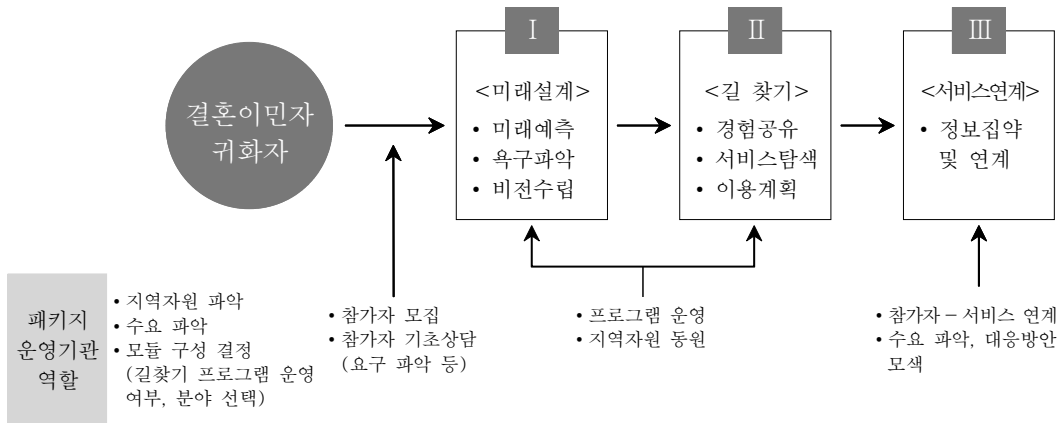 결혼이민자
귀화자
Ⅰ
<미래설계>
• 미래예측
• 욕구파악
• 비전수립
Ⅱ
<길 찾기>
• 경험공유
• 서비스탐색
• 이용계획
Ⅲ
<서비스연계>
• 정보집약
및 연계
패키지
운영기관
역할
• 지역자원 파악
• 수요 파악
• 모듈 구성 결정
(길찾기 프로그램 운영
여부, 분야 선택)
• 참가자 모집
• 참가자 기초상담
(요구 파악 등)
• 프로그램 운영
• 지역자원 동원
• 참가자 – 서비스 연계
• 수요 파악, 대응방안
모색